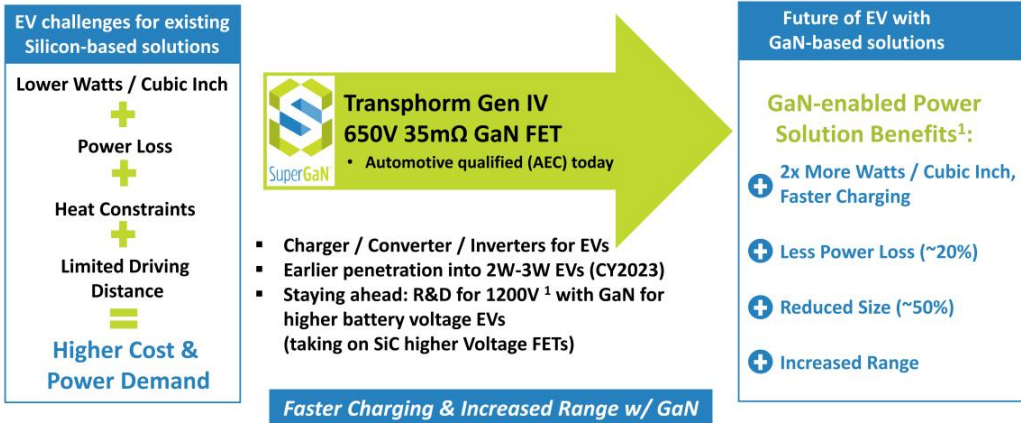 EV challenges for existing
Silicon-based solutions
Lower Watts / Cubic Inch
+
Power Loss
+
Heat Constraints
+
Limited Driving
Distance
=
Higher Cost &
Power Demand
SuperGaN™
Transphorm Gen IV
650V 35mΩ GaN FET
• Automotive qualified (AEC) today
▪ Charger / Converter / Inverters for EVs
▪ Earlier penetration into 2W-3W EVs (CY2023)
▪ Staying ahead: R&D for 1200V ¹ with GaN for
higher battery voltage EVs
(taking on SiC higher Voltage FETs)
Faster Charging & Increased Range w/ GaN
Future of EV with
GaN-based solutions
GaN-enabled Power
Solution Benefits¹:
+ 2x More Watts / Cubic Inch,
Faster Charging
+ Less Power Loss (~20%)
+ Reduced Size (~50%)
+ Increased Range